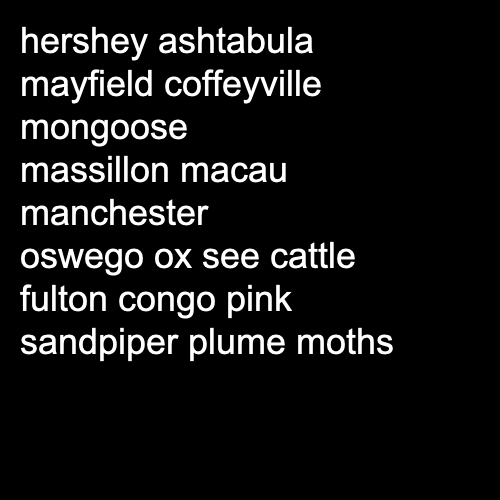 hershey ashtabula
mayfield coffeyville
mongoose
massillon macau
manchester
oswego ox see cattle
fulton congo pink
sandpiper plume moths